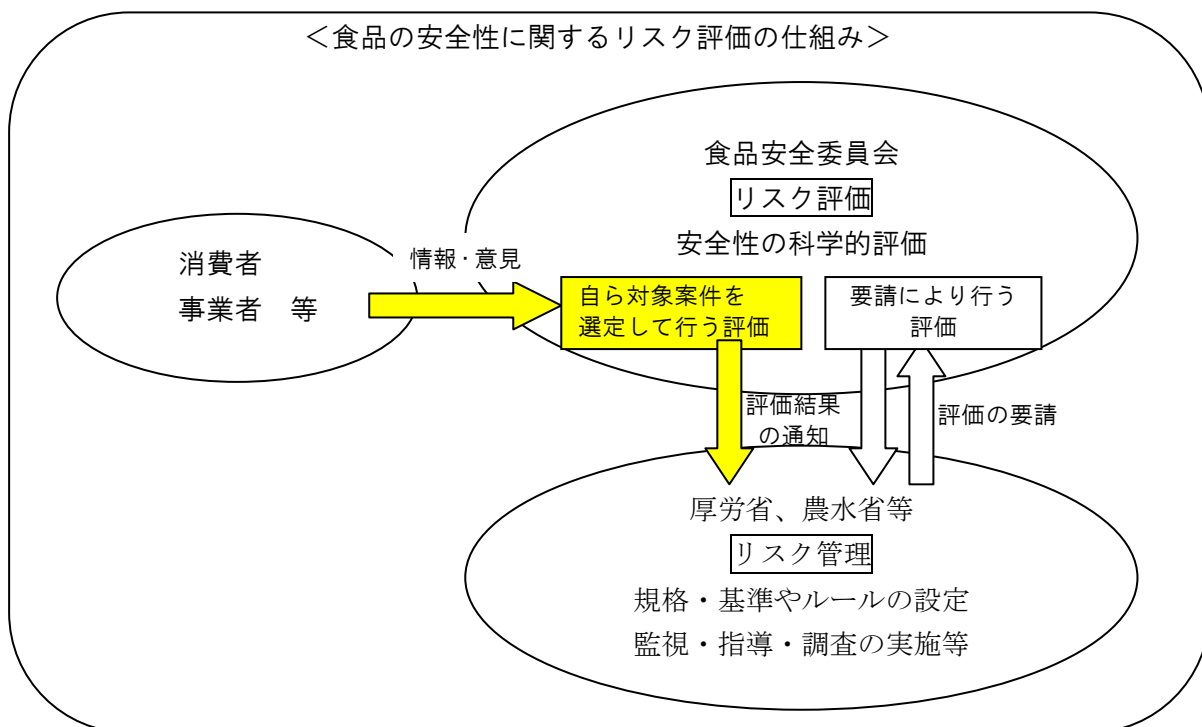 ＜食品の安全性に関するリスク評価の仕組み＞
食品安全委員会
リスク評価
安全性の科学的評価
消費者
事業者　等
情報・意見
自ら対象案件を
選定して行う評価
要請により行う
評価
評価結果
の通知
評価の要請
厚労省、農水省等
リスク管理
規格・基準やルールの設定
監視・指導・調査の実施等